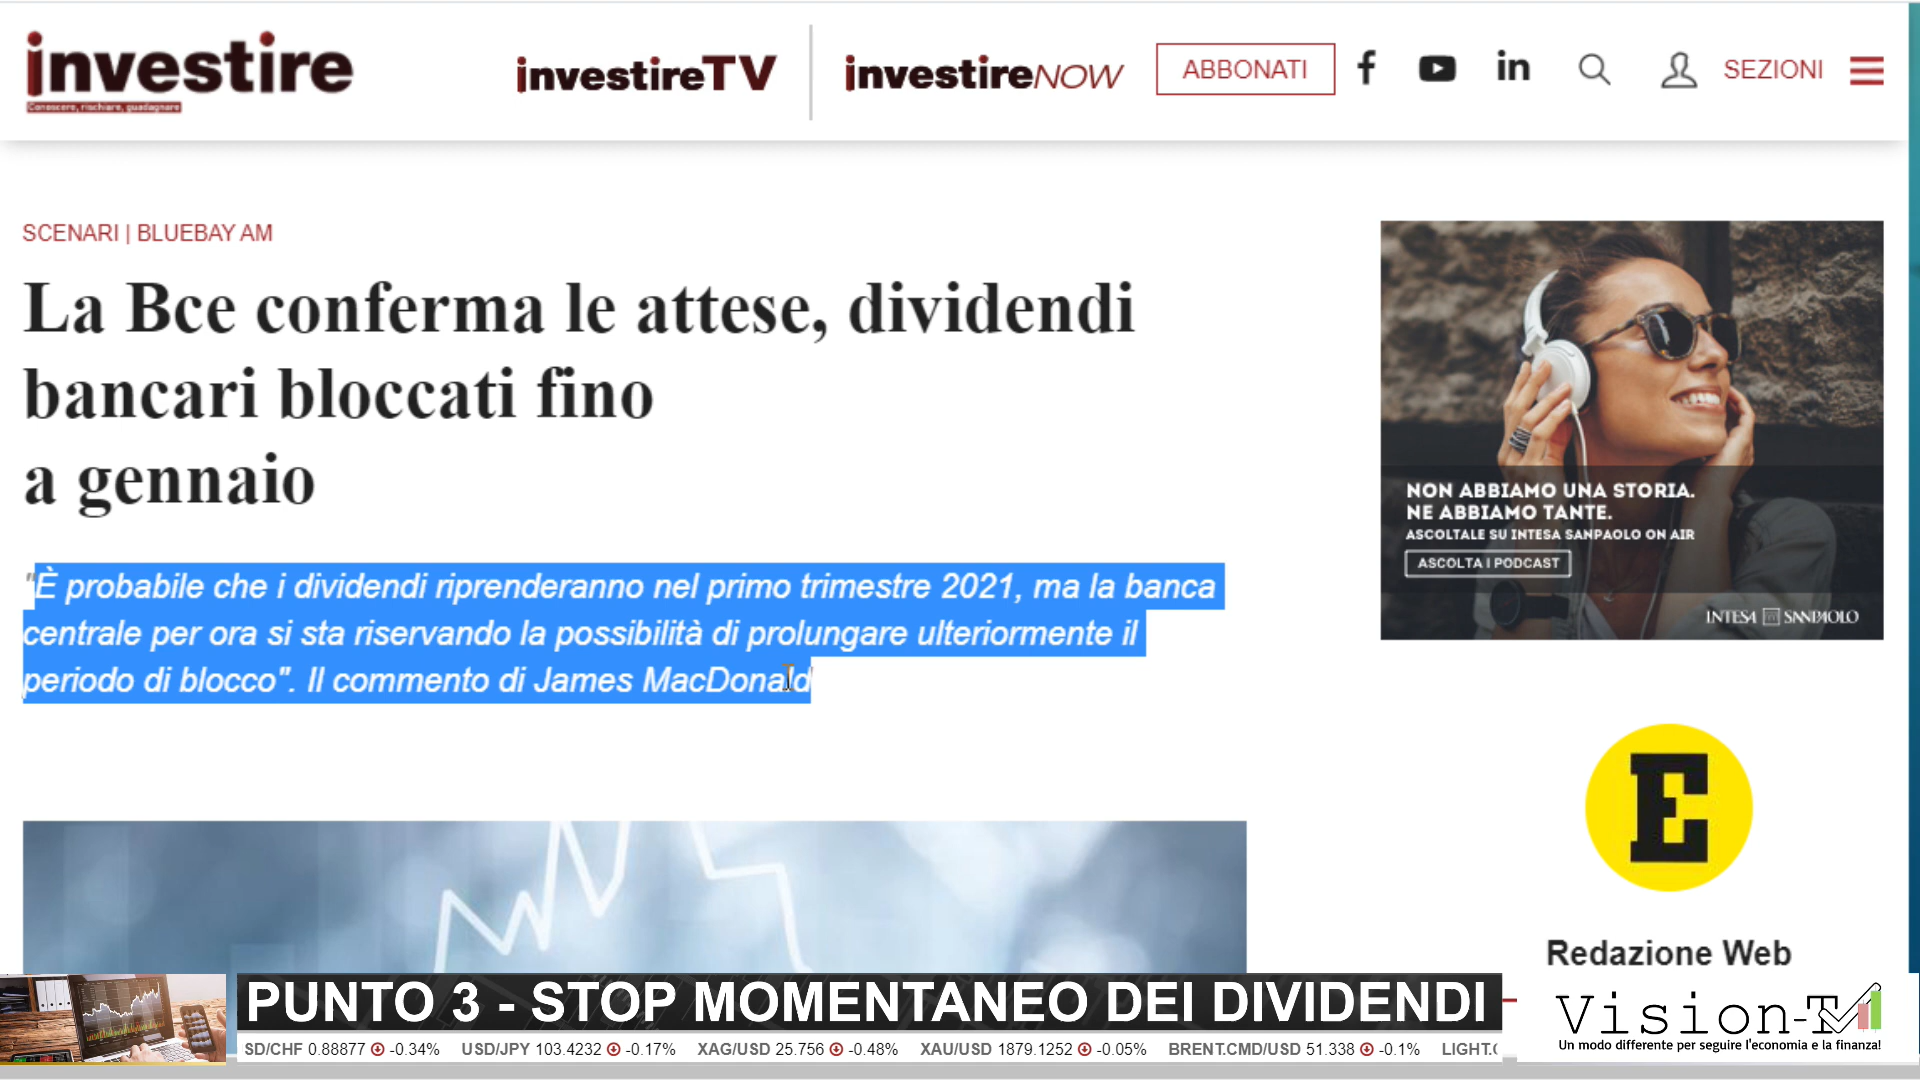 investire
Conoscere, rischiare, guadagnare
investireTV
investireNOW
ABBONATI
SEZIONI
SCENARI | BLUEBAY AM
La Bce conferma le attese, dividendi
bancari bloccati fino
a gennaio
"È probabile che i dividendi riprenderanno nel primo trimestre 2021, ma la banca
centrale per ora si sta riservando la possibilità di prolungare ulteriormente il
periodo di blocco". Il commento di James MacDonald
NON ABBIAMO UNA STORIA.
NE ABBIAMO TANTE.
ASCOLTALE SU INTESA SANPAOLO ON AIR
ASCOLTA I PODCAST
INTESA SANPAOLO
E
Redazione Web
PUNTO 3 - STOP MOMENTANEO DEI DIVIDENDI
SD/CHF 0.88877 -0.34% USD/JPY 103.4232 -0.17% XAG/USD 25.756 -0.48% XAU/USD 1879.1252 -0.05% BRENT.CMD/USD 51.338 -0.1% LIGHT.
Vision-T
Un modo differente per seguire l'economia e la finanza!